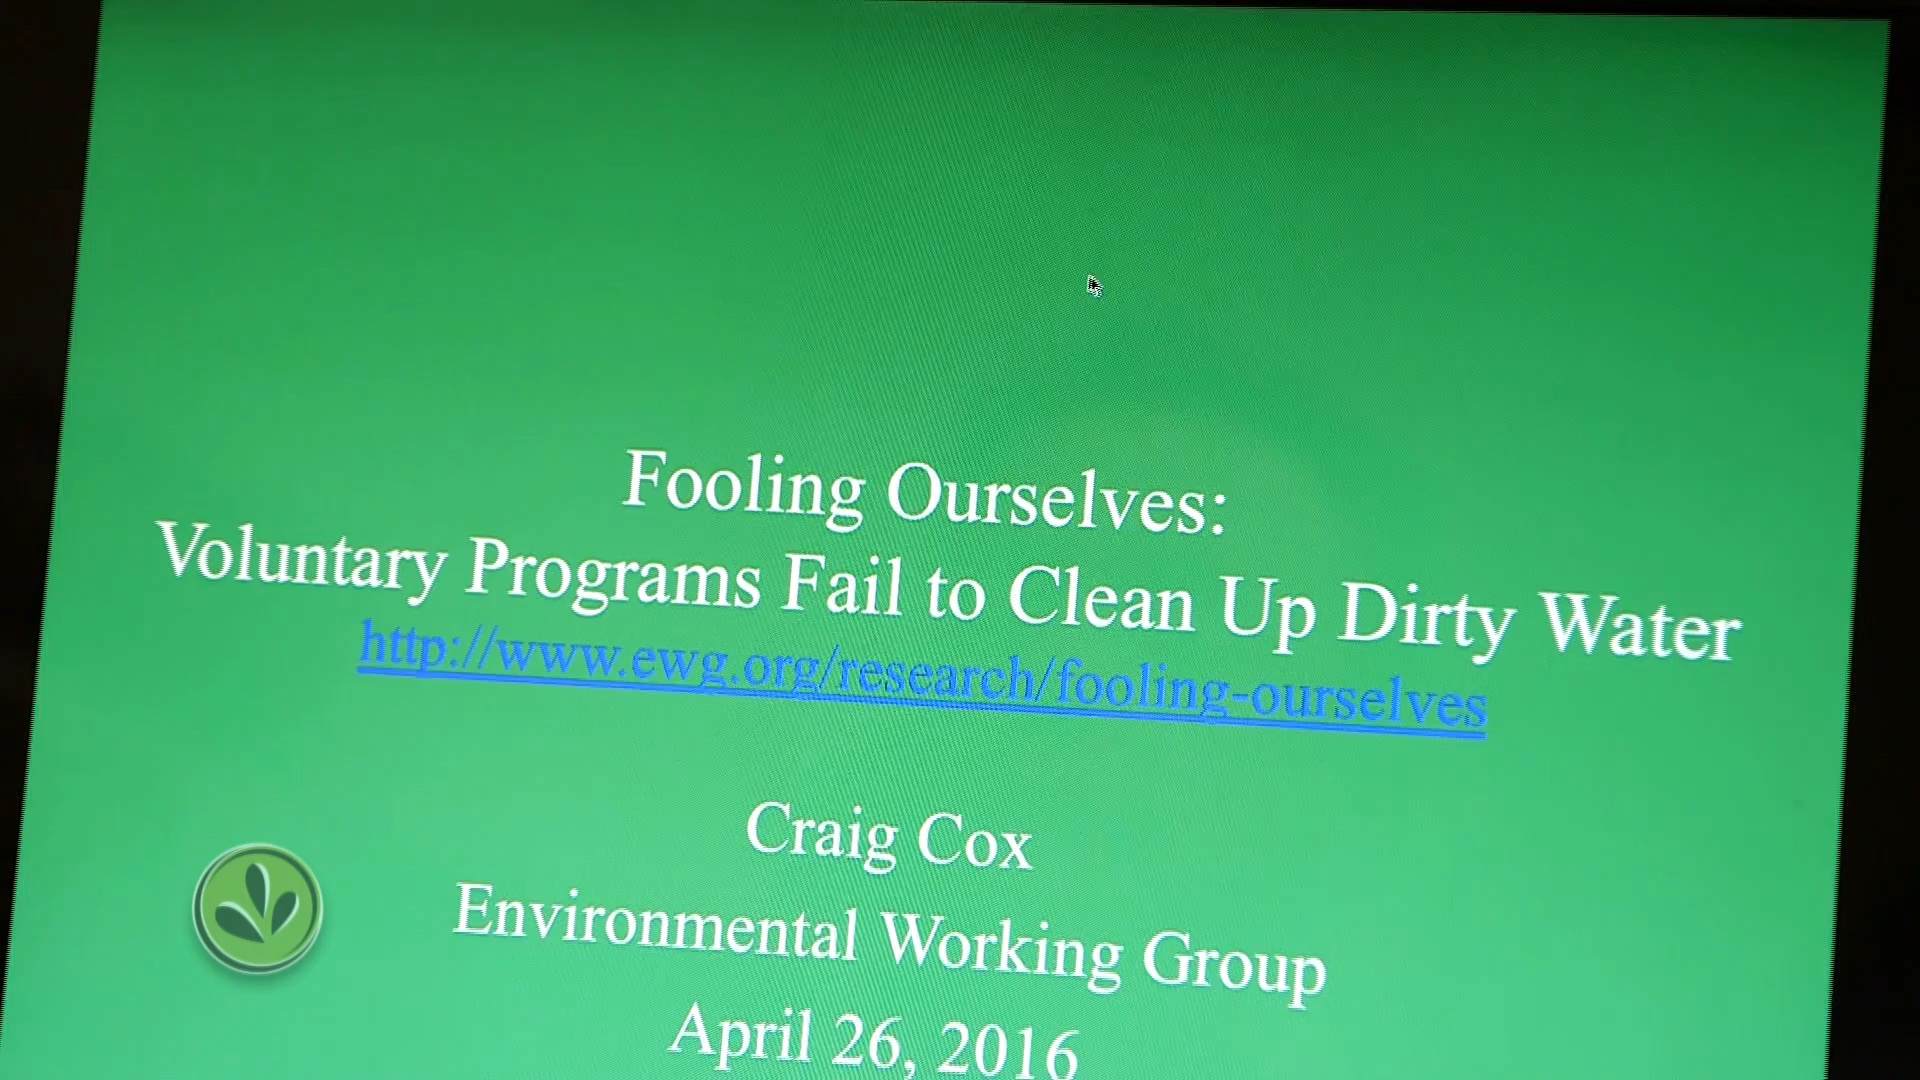 Fooling Ourselves:
Voluntary Programs Fail to Clean Up Dirty Water
http://www.ewg.org/research/fooling-ourselves
Craig Cox
Environmental Working Group
April 26, 2016